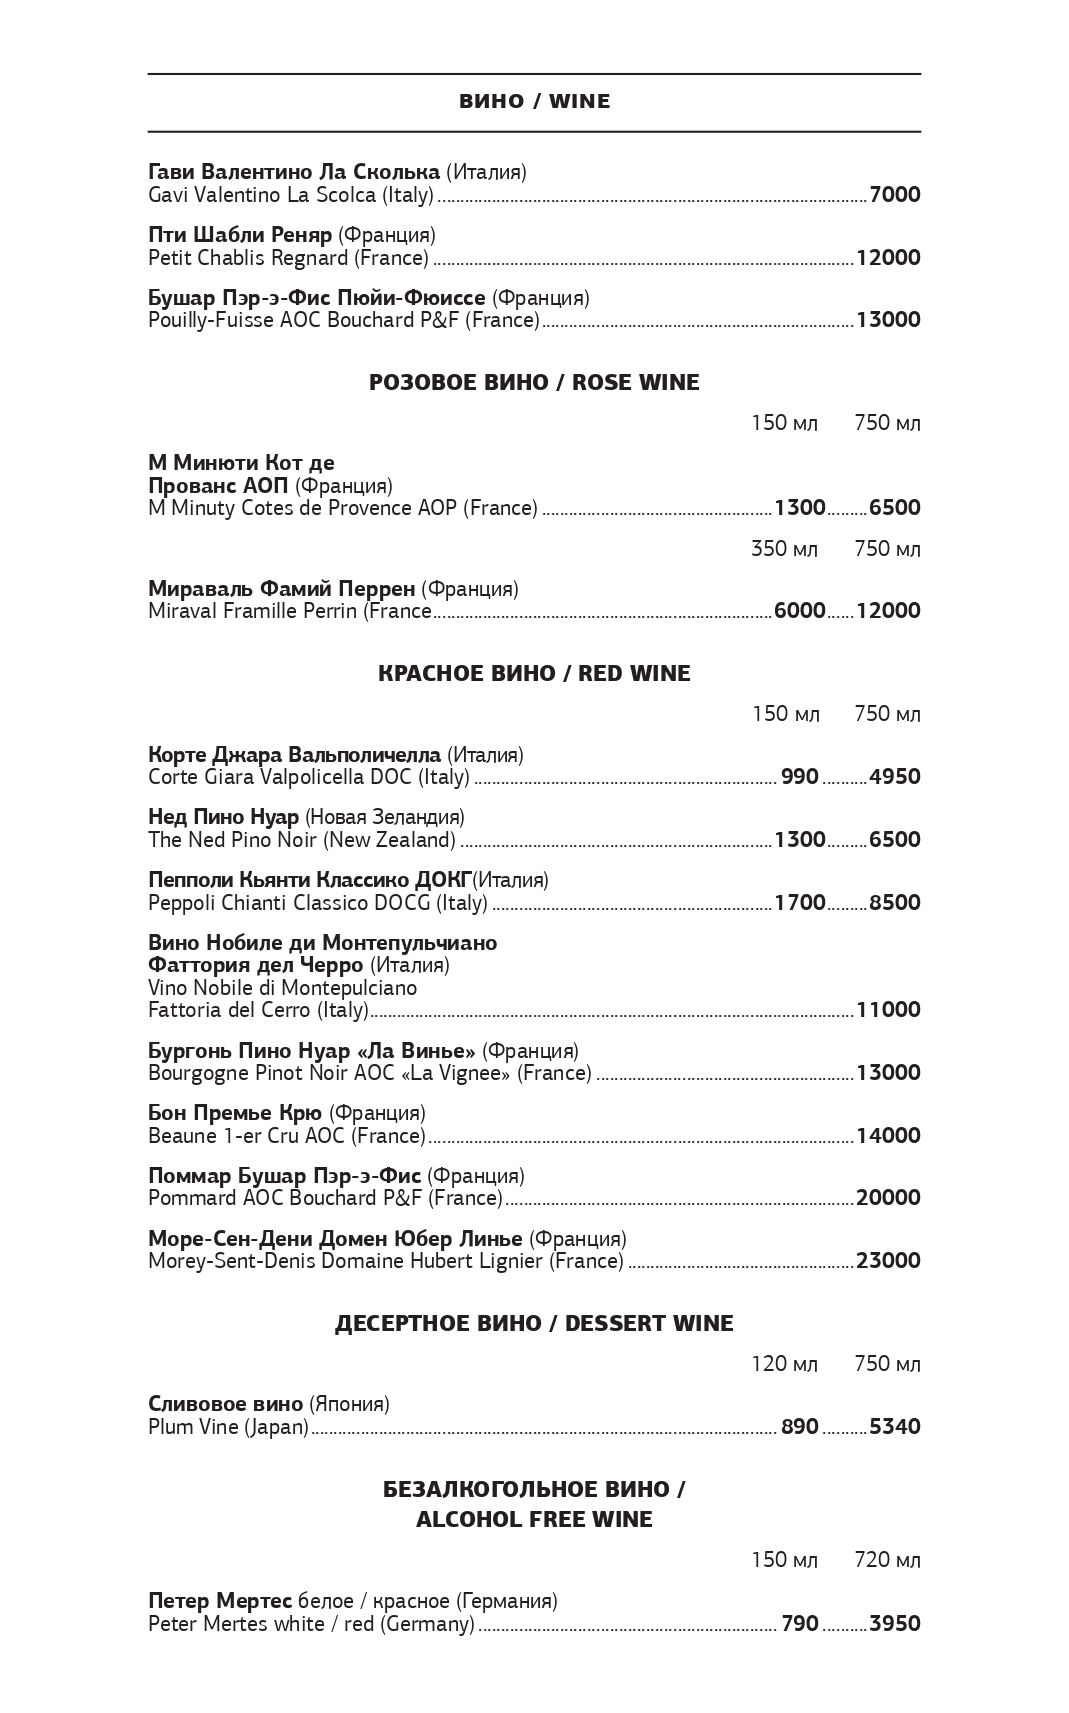 ВИНО / WINE
Гави Валентино Ла Сколька (Италия)
Gavi Valentino La Scolca (Italy) 7000
Пти Шабли Реняр (Франция)
Petit Chablis Regnard (France) 12000
Бушар Пэр-э-Фис Пюйи-Фюиссе (Франция)
Pouilly-Fuisse AOC Bouchard P&F (France) 13000
РОЗОВОЕ ВИНО / ROSE WINE
150 мл 750 мл
М Минюти Кот де
Прованс АОП (Франция)
M Minuty Cotes de Provence AOP (France) 1300 6500
350 мл 750 мл
Мираваль Фамий Перрен (Франция)
Miraval Framille Perrin (France 6000 12000
КРАСНОЕ ВИНО / RED WINE
150 мл 750 мл
Корте Джара Вальполичелла (Италия)
Corte Giara Valpolicella DOC (Italy) 990 4950
Нед Пино Нуар (Новая Зеландия)
The Ned Pino Noir (New Zealand) 1300 6500
Пепполи Кьянти Классико ДОКГ(Италия)
Peppoli Chianti Classico DOCG (Italy) 1700 8500
Вино Нобиле ди Монтепульчиано
Фаттория дел Черро (Италия)
Vino Nobile di Montepulciano
Fattoria del Cerro (Italy) 11000
Бургонь Пино Нуар «Ла Винье» (Франция)
Bourgogne Pinot Noir AOC «La Vignee» (France) 13000
Бон Премье Крю (Франция)
Beaune 1-er Cru AOC (France) 14000
Поммар Бушар Пэр-э-Фис (Франция)
Pommard AOC Bouchard P&F (France) 20000
Море-Сен-Дени Домен Юбер Линье (Франция)
Morey-Sent-Denis Domaine Hubert Lignier (France) 23000
ДЕСЕРТНОЕ ВИНО / DESSERT WINE
120 мл 750 мл
Сливовое вино (Япония)
Plum Vine (Japan) 890 5340
БЕЗАЛКОГОЛЬНОЕ ВИНО /
ALCOHOL FREE WINE
150 мл 720 мл
Петер Мертес белое / красное (Германия)
Peter Mertes white / red (Germany) 790 3950